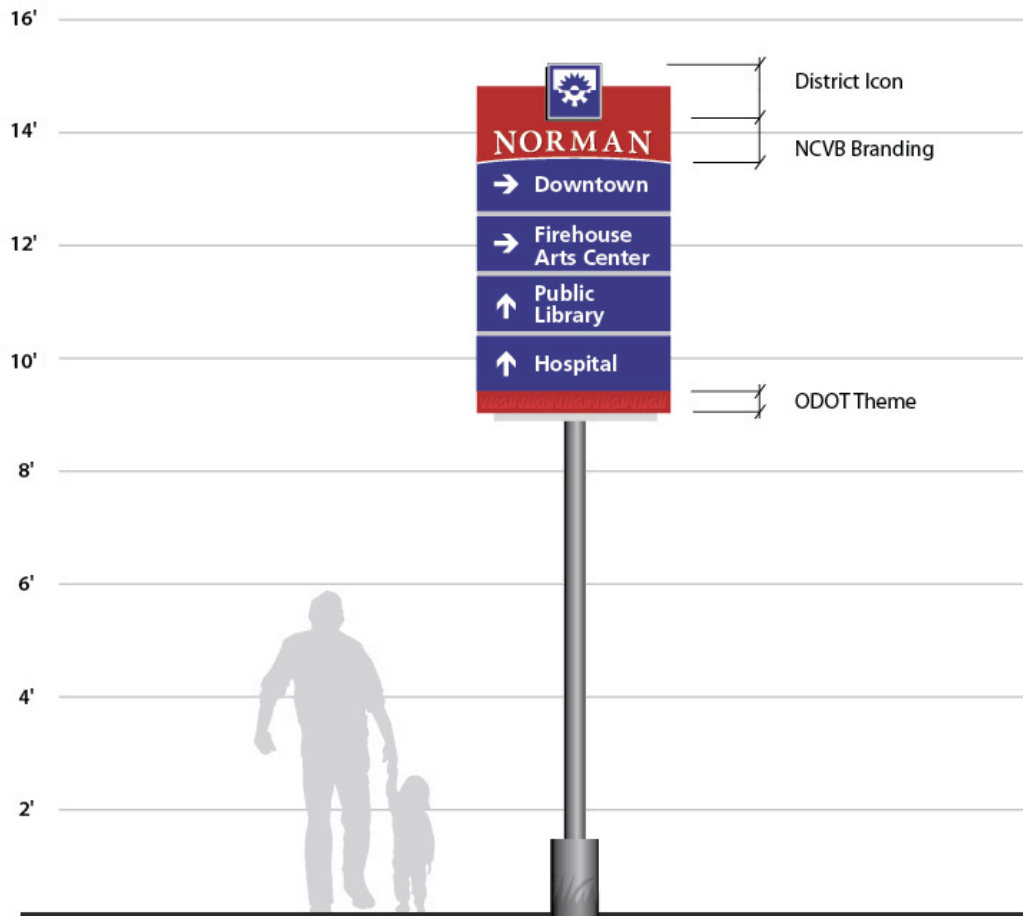 16'
District Icon
14'
NORMAN
NCVB Branding
→ Downtown
12'
→ Firehouse
Arts Center
↑ Public
Library
10'
↑ Hospital
ODOT Theme
8'
6'
4'
2'